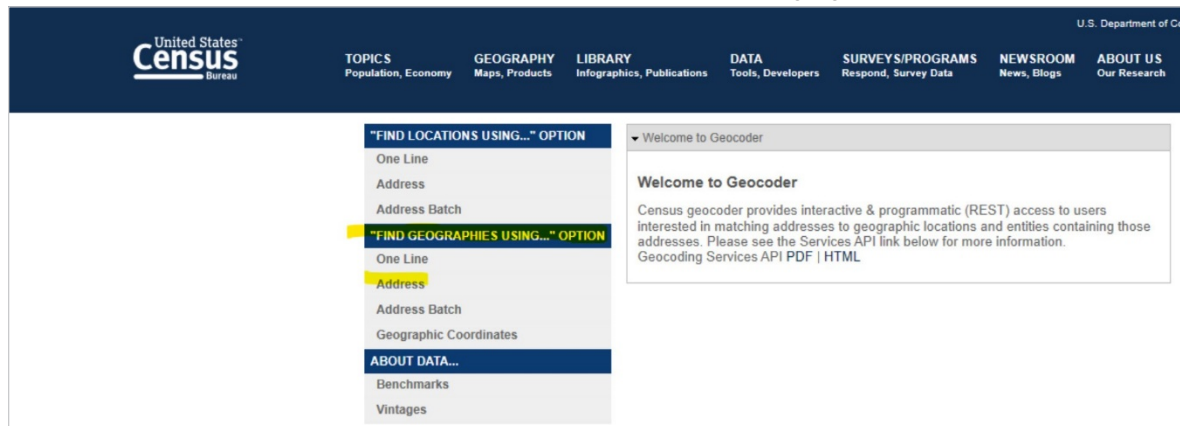 U.S. Department of
United States™
Census
Bureau
TOPICS
Population, Economy
GEOGRAPHY
Maps, Products
LIBRARY
Infographics, Publications
DATA
Tools, Developers
SURVEYS/PROGRAMS
Respond, Survey Data
NEWSROOM
News, Blogs
ABOUT US
Our Research
"FIND LOCATIONS USING..." OPTION
One Line
Address
Address Batch
"FIND GEOGRAPHIES USING..." OPTION
One Line
Address
Address Batch
Geographic Coordinates
ABOUT DATA...
Benchmarks
Vintages
Welcome to Geocoder
Welcome to Geocoder
Census geocoder provides interactive & programmatic (REST) access to users
interested in matching addresses to geographic locations and entities containing those
addresses. Please see the Services API link below for more information.
Geocoding Services API PDF | HTML